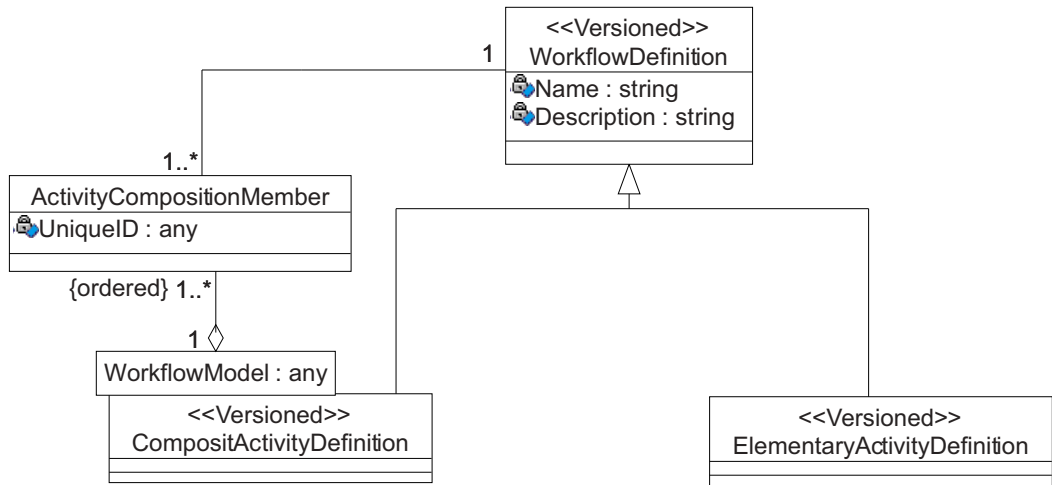 <<Versioned>>
WorkflowDefinition
Name : string
Description : string
1
1..*
ActivityCompositionMember
UniqueID : any
{ordered} 1..*
1
WorkflowModel : any
<<Versioned>>
CompositActivityDefinition
<<Versioned>>
ElementaryActivityDefinition